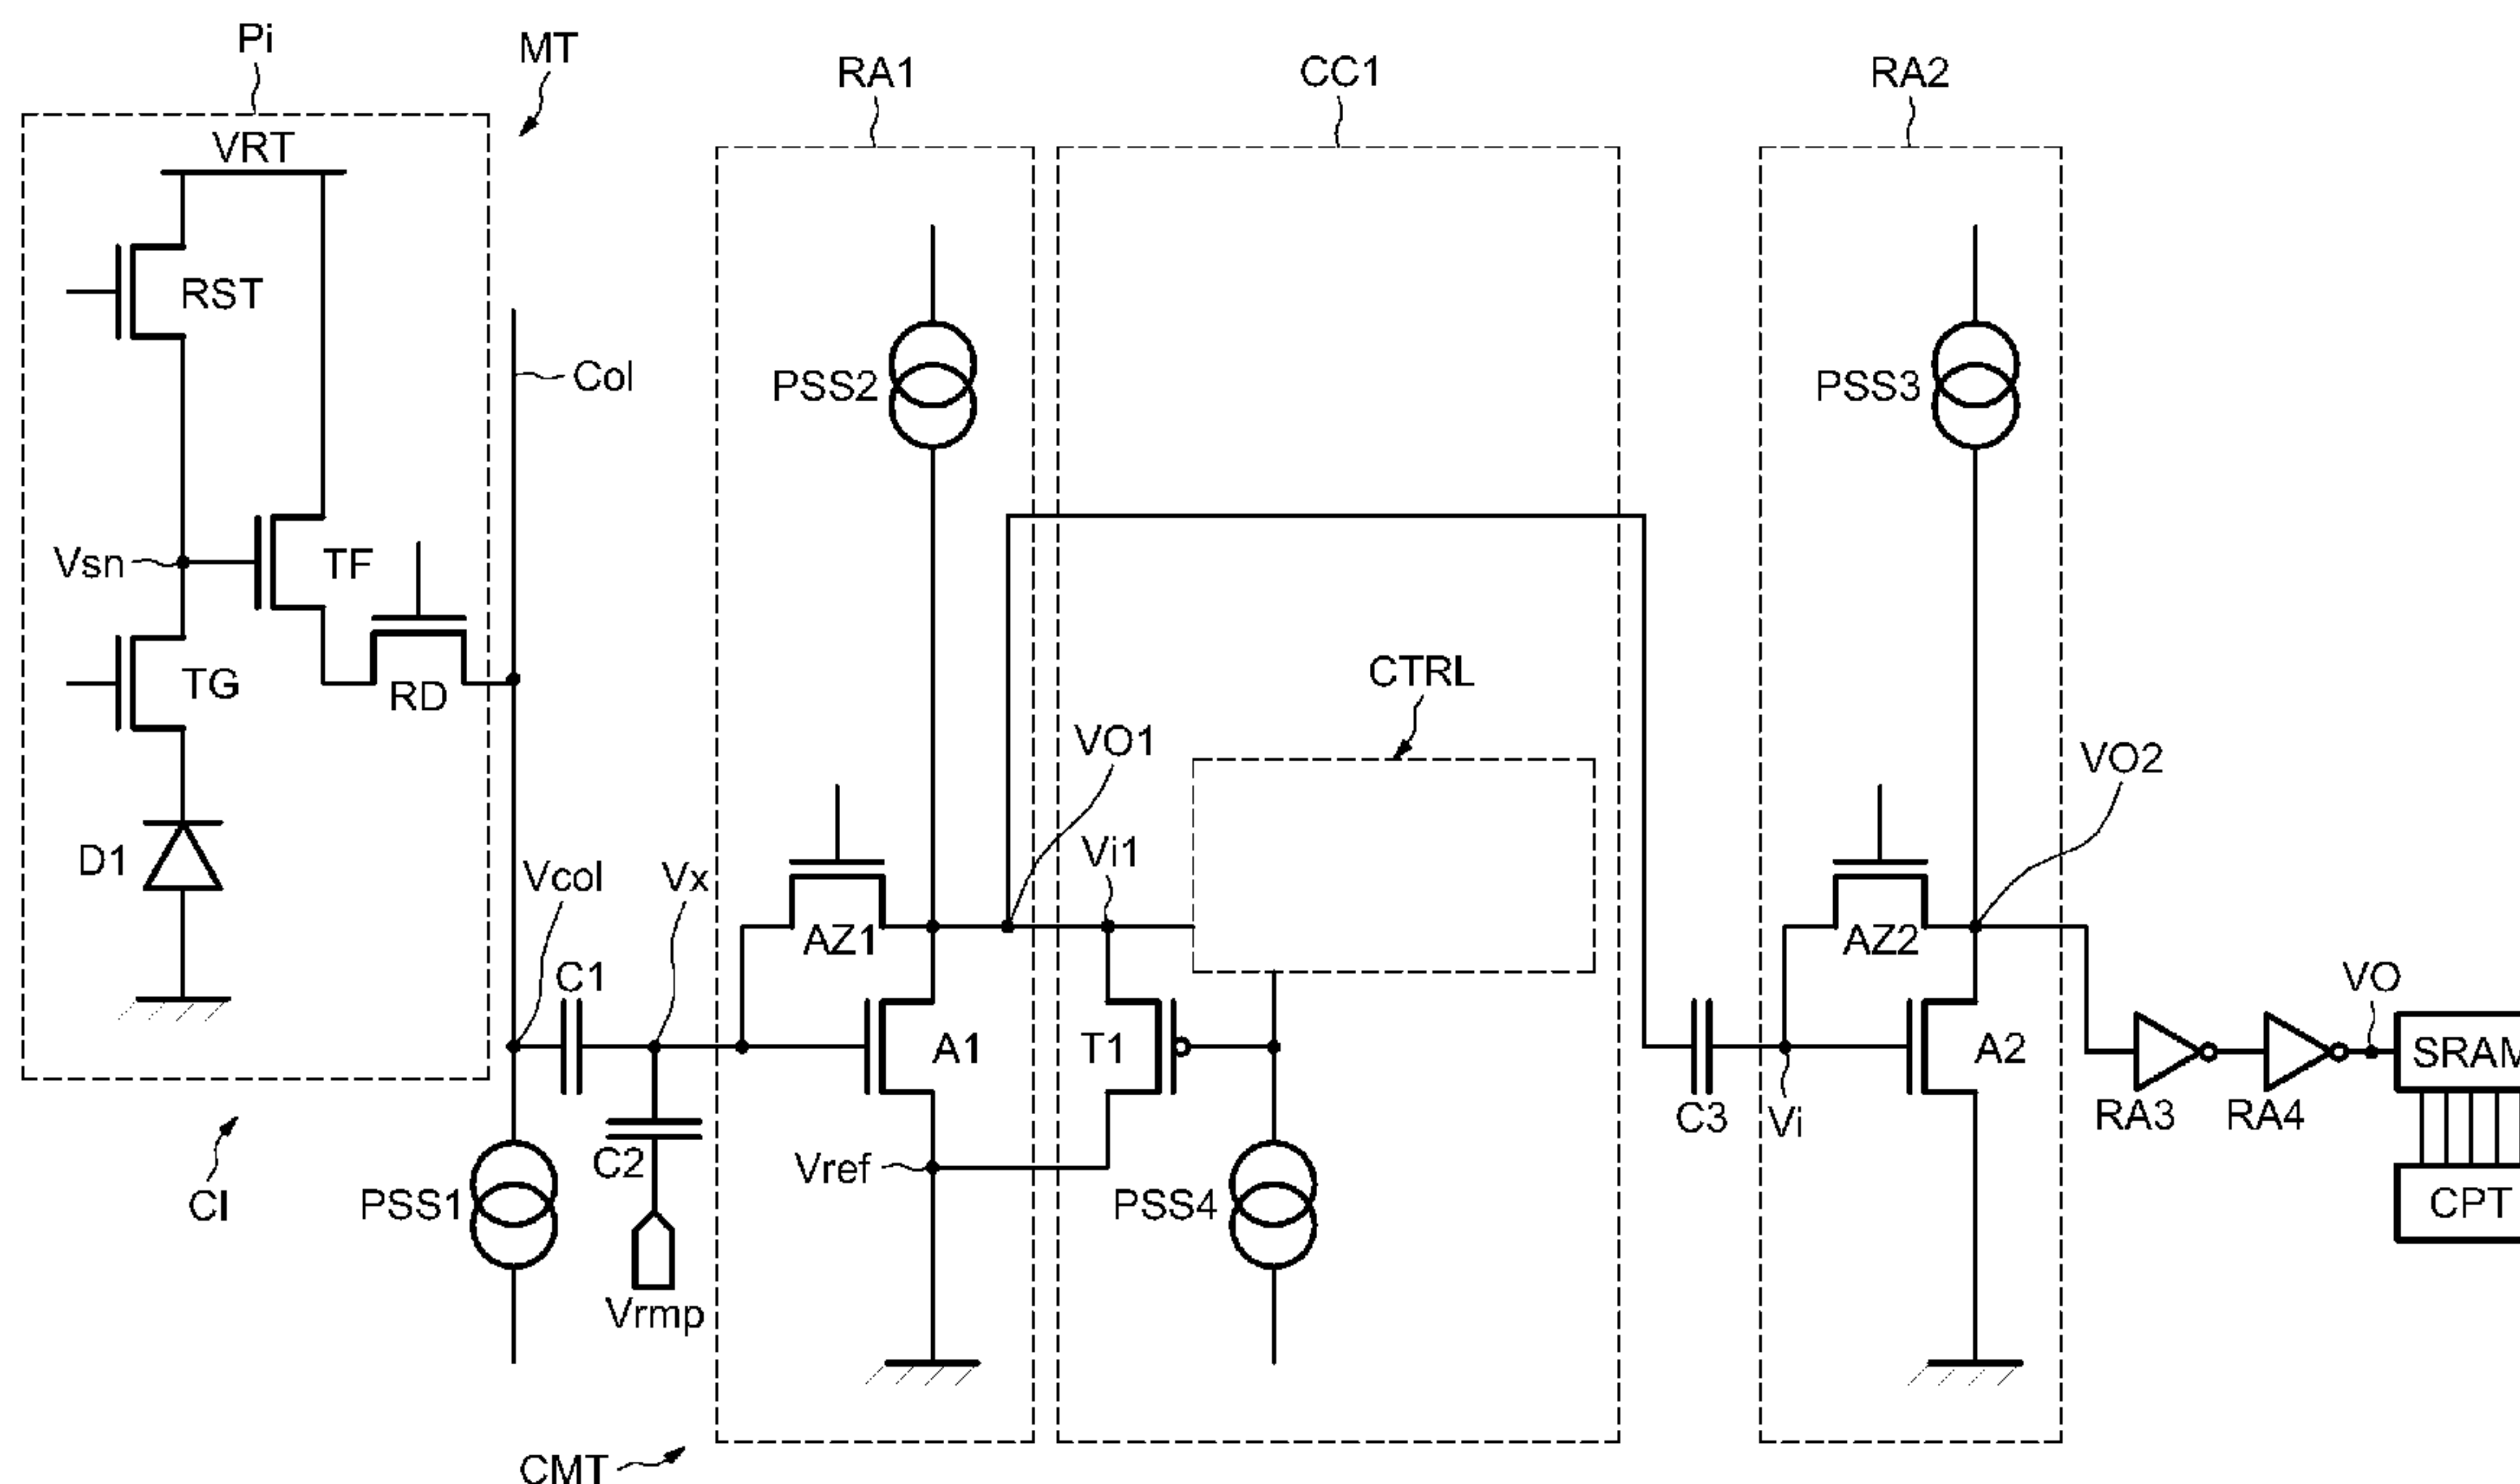 Pi
MT
RA1
CC1
RA2
VRT
RST
Col
PSS2
PSS3
Vsn
TF
TG
RD
CTRL
VO1
VO2
D1
Vcol
Vx
Vi1
AZ1
AZ2
C1
VO
A1
T1
A2
SRAM
C2
C3
Vi
RA3
RA4
Vref
CI
PSS1
PSS4
CPT
Vrmp
CMT